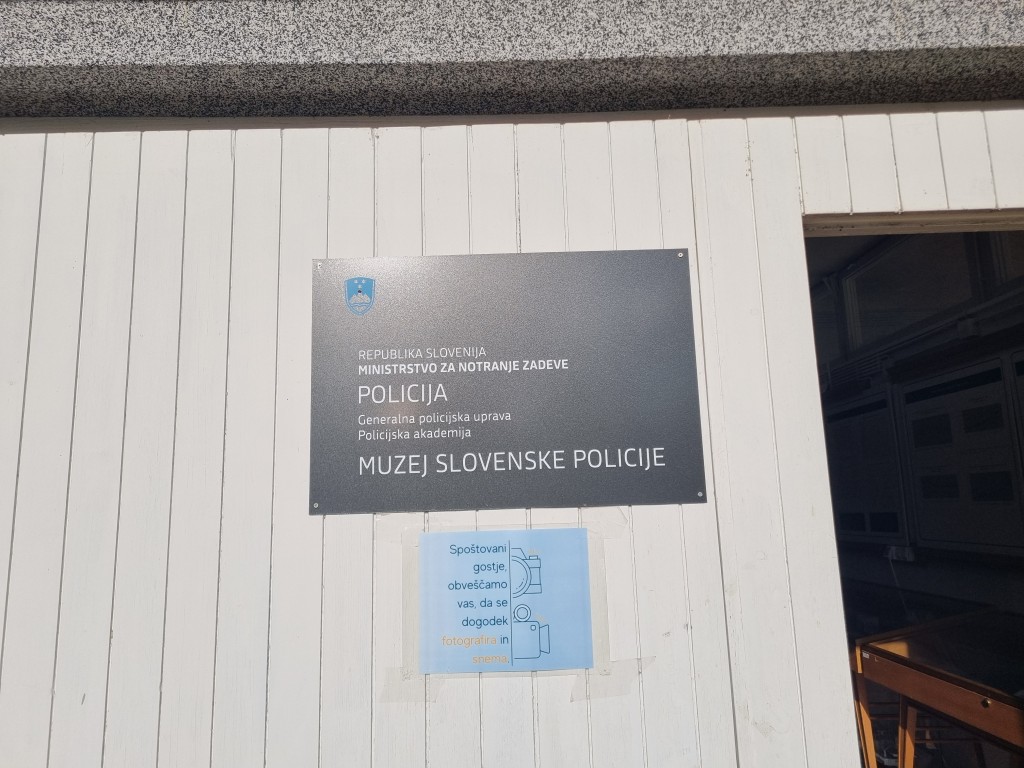 REPUBLIKA SLOVENIJA
MINISTRSTVO ZA NOTRANJE ZADEVE
POLICIJA
Generalna policijska uprava
Policijska akademija
MUZEJ SLOVENSKE POLICIJE
Spoštovani
gostje,
obveščamo
vas, da se
dogodek
fotografira in
snema.